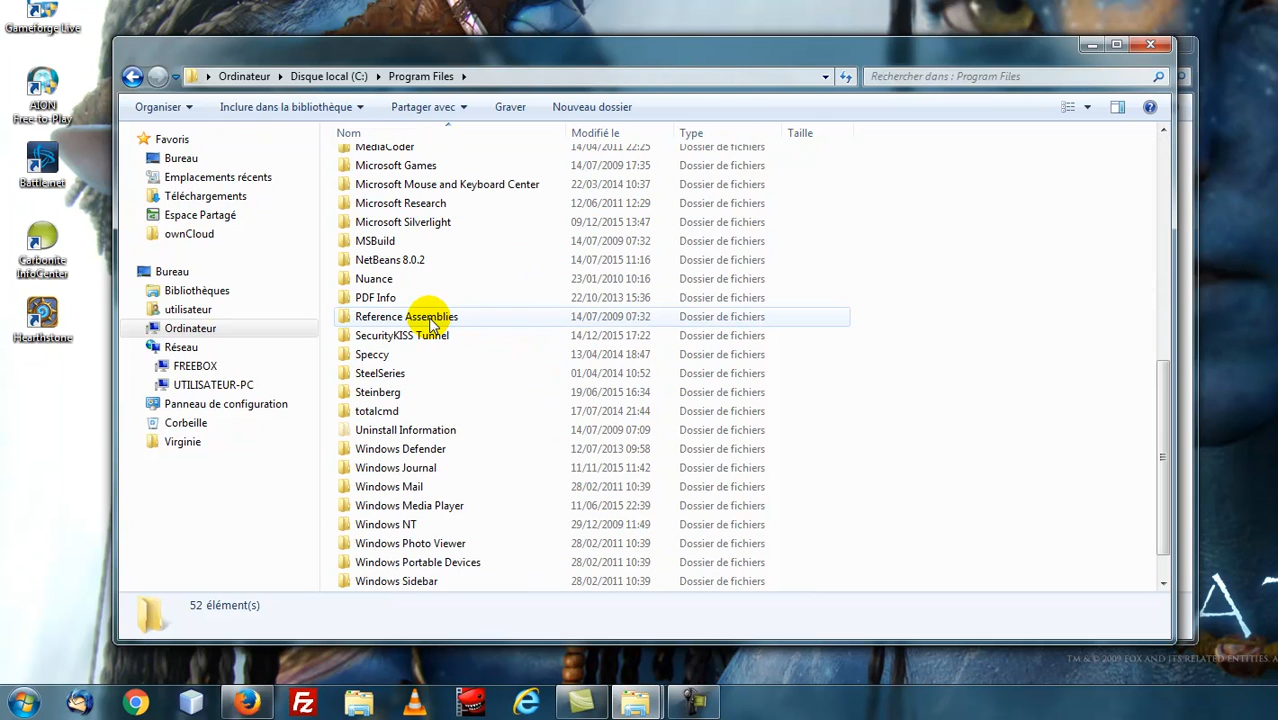 Gameforge Live
AION
Free-to-Play
Battle.net
Carbonite
InfoCenter
Hearthstone
Ordinateur
Disque local (C:)
Program Files
Rechercher dans : Program Files
Organiser
Inclure dans la bibliothèque
Partager avec
Graver
Nouveau dossier
Favoris
Bureau
Emplacements récents
Téléchargements
Espace Partagé
ownCloud
Bureau
Bibliothèques
utilisateur
Ordinateur
Réseau
FREEBOX
UTILISATEUR-PC
Panneau de configuration
Corbeille
Virginie
Nom Modifié le Type Taille
MediaCoder 14/04/2011 22:25 Dossier de fichiers
Microsoft Games 14/07/2009 17:35 Dossier de fichiers
Microsoft Mouse and Keyboard Center 22/03/2014 10:37 Dossier de fichiers
Microsoft Research 12/06/2011 12:29 Dossier de fichiers
Microsoft Silverlight 09/12/2015 13:47 Dossier de fichiers
MSBuild 14/07/2009 07:32 Dossier de fichiers
NetBeans 8.0.2 14/07/2015 11:16 Dossier de fichiers
Nuance 23/01/2010 10:16 Dossier de fichiers
PDF Info 22/10/2013 15:36 Dossier de fichiers
Reference Assemblies 14/07/2009 07:32 Dossier de fichiers
SecurityKISS Tunnel 14/12/2015 17:22 Dossier de fichiers
Speccy 13/04/2014 18:47 Dossier de fichiers
SteelSeries 01/04/2014 10:52 Dossier de fichiers
Steinberg 19/06/2015 16:34 Dossier de fichiers
totalcmd 17/07/2014 21:44 Dossier de fichiers
Uninstall Information 14/07/2009 07:09 Dossier de fichiers
Windows Defender 12/07/2013 09:58 Dossier de fichiers
Windows Journal 11/11/2015 11:42 Dossier de fichiers
Windows Mail 28/02/2011 10:39 Dossier de fichiers
Windows Media Player 11/06/2015 22:39 Dossier de fichiers
Windows NT 29/12/2009 11:49 Dossier de fichiers
Windows Photo Viewer 28/02/2011 10:39 Dossier de fichiers
Windows Portable Devices 28/02/2011 10:39 Dossier de fichiers
Windows Sidebar 28/02/2011 10:39 Dossier de fichiers
52 élément(s)
AT
TM & © 2009 FOX AND ITS RELATED ENTITIES. A